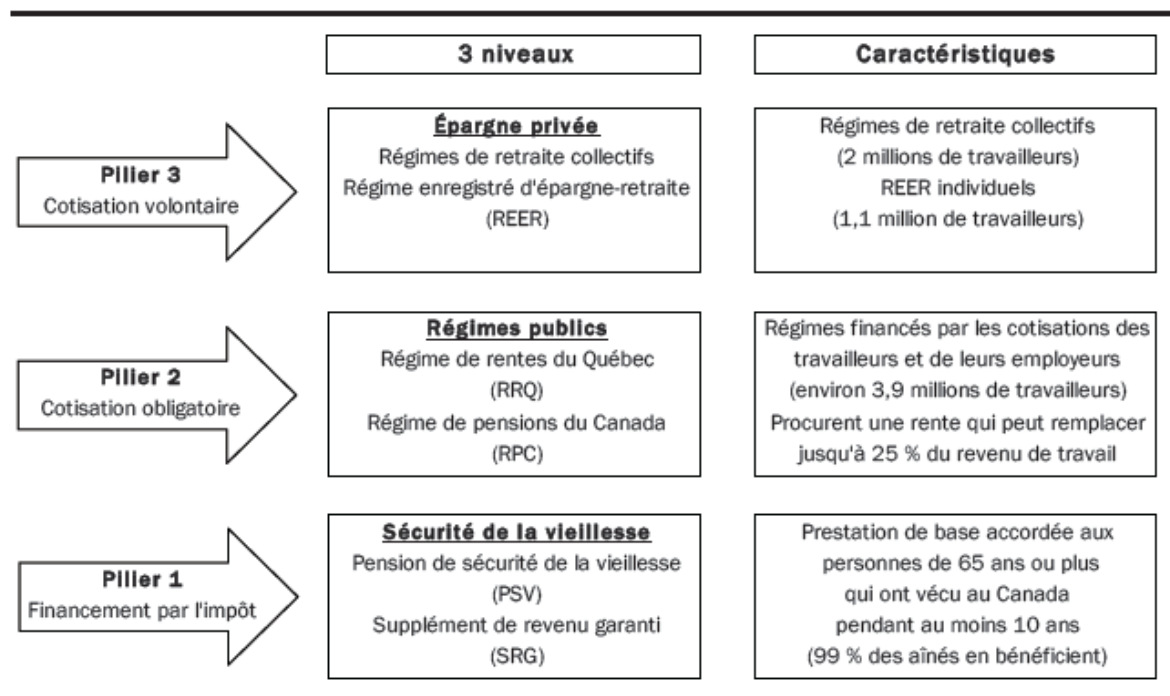 3 niveaux
Caractéristiques
Pilier 3
Cotisation volontaire
Épargne privée
Régimes de retraite collectifs
Régime enregistré d'épargne-retraite
(REER)
Régimes de retraite collectifs
(2 millions de travailleurs)
REER individuels
(1,1 million de travailleurs)
Pilier 2
Cotisation obligatoire
Régimes publics
Régime de rentes du Québec
(RRQ)
Régime de pensions du Canada
(RPC)
Régimes financés par les cotisations des
travailleurs et de leurs employeurs
(environ 3,9 millions de travailleurs)
Procurent une rente qui peut remplacer
jusqu'à 25 % du revenu de travail
Pilier 1
Financement par l'impôt
Sécurité de la vieillesse
Pension de sécurité de la vieillesse
(PSV)
Supplément de revenu garanti
(SRG)
Prestation de base accordée aux
personnes de 65 ans ou plus
qui ont vécu au Canada
pendant au moins 10 ans
(99 % des aînés en bénéficient)